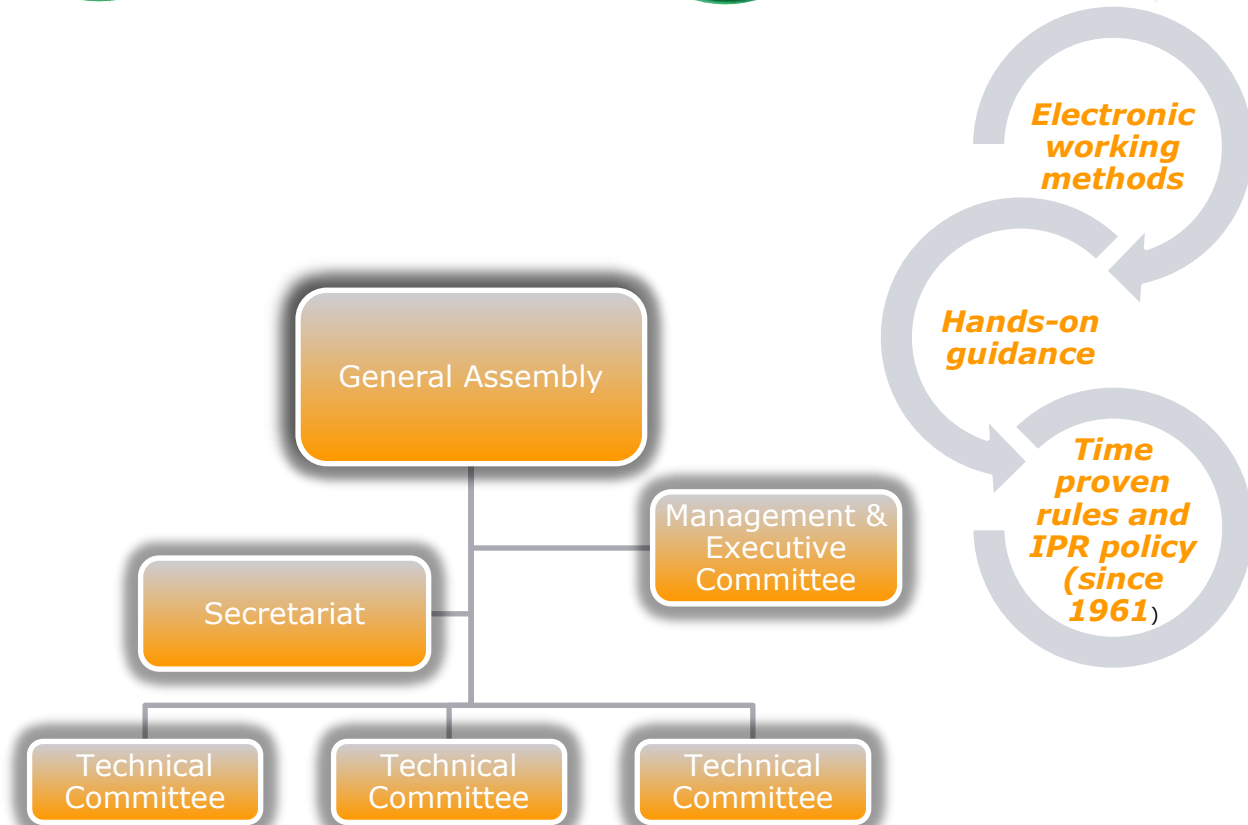 Electronic
working
methods
Hands-on
guidance
Time
proven
rules and
IPR policy
(since
1961)
General Assembly
Management &
Executive
Committee
Secretariat
Technical
Committee
Technical
Committee
Technical
Committee